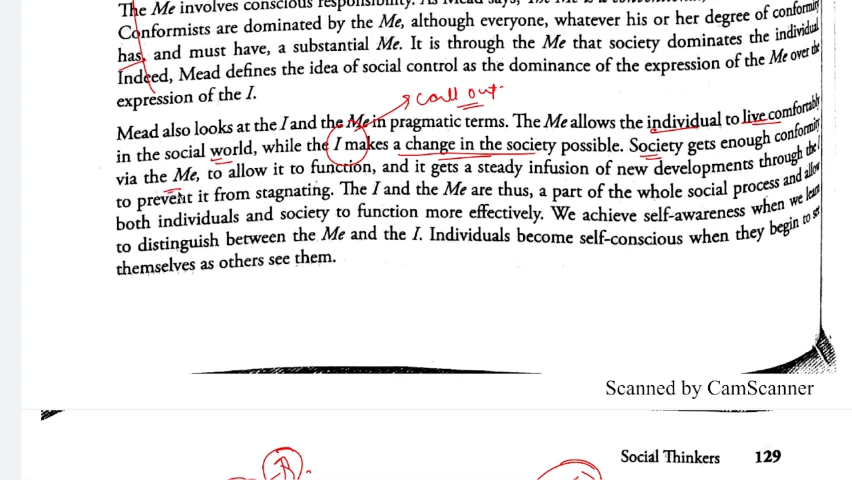 The Me involves conscious responsibility. As Mead says,
Conformists are dominated by the Me, although everyone, whatever his or her degree of conformity
has, and must have, a substantial Me. It is through the Me that society dominates the individual
Indeed, Mead defines the idea of social control as the dominance of the expression of the Me over the
expression of the I.
call out
Mead also looks at the I and the Me in pragmatic terms. The Me allows the individual to live comfortably
in the social world, while the I makes a change in the society possible. Society gets enough conformity
via the Me, to allow it to function, and it gets a steady infusion of new developments through the I
to prevent it from stagnating. The I and the Me are thus, a part of the whole social process and allow
both individuals and society to function more effectively. We achieve self-awareness when we learn
to distinguish between the Me and the I. Individuals become self-conscious when they begin to see
themselves as others see them.
Scanned by CamScanner
Social Thinkers 129